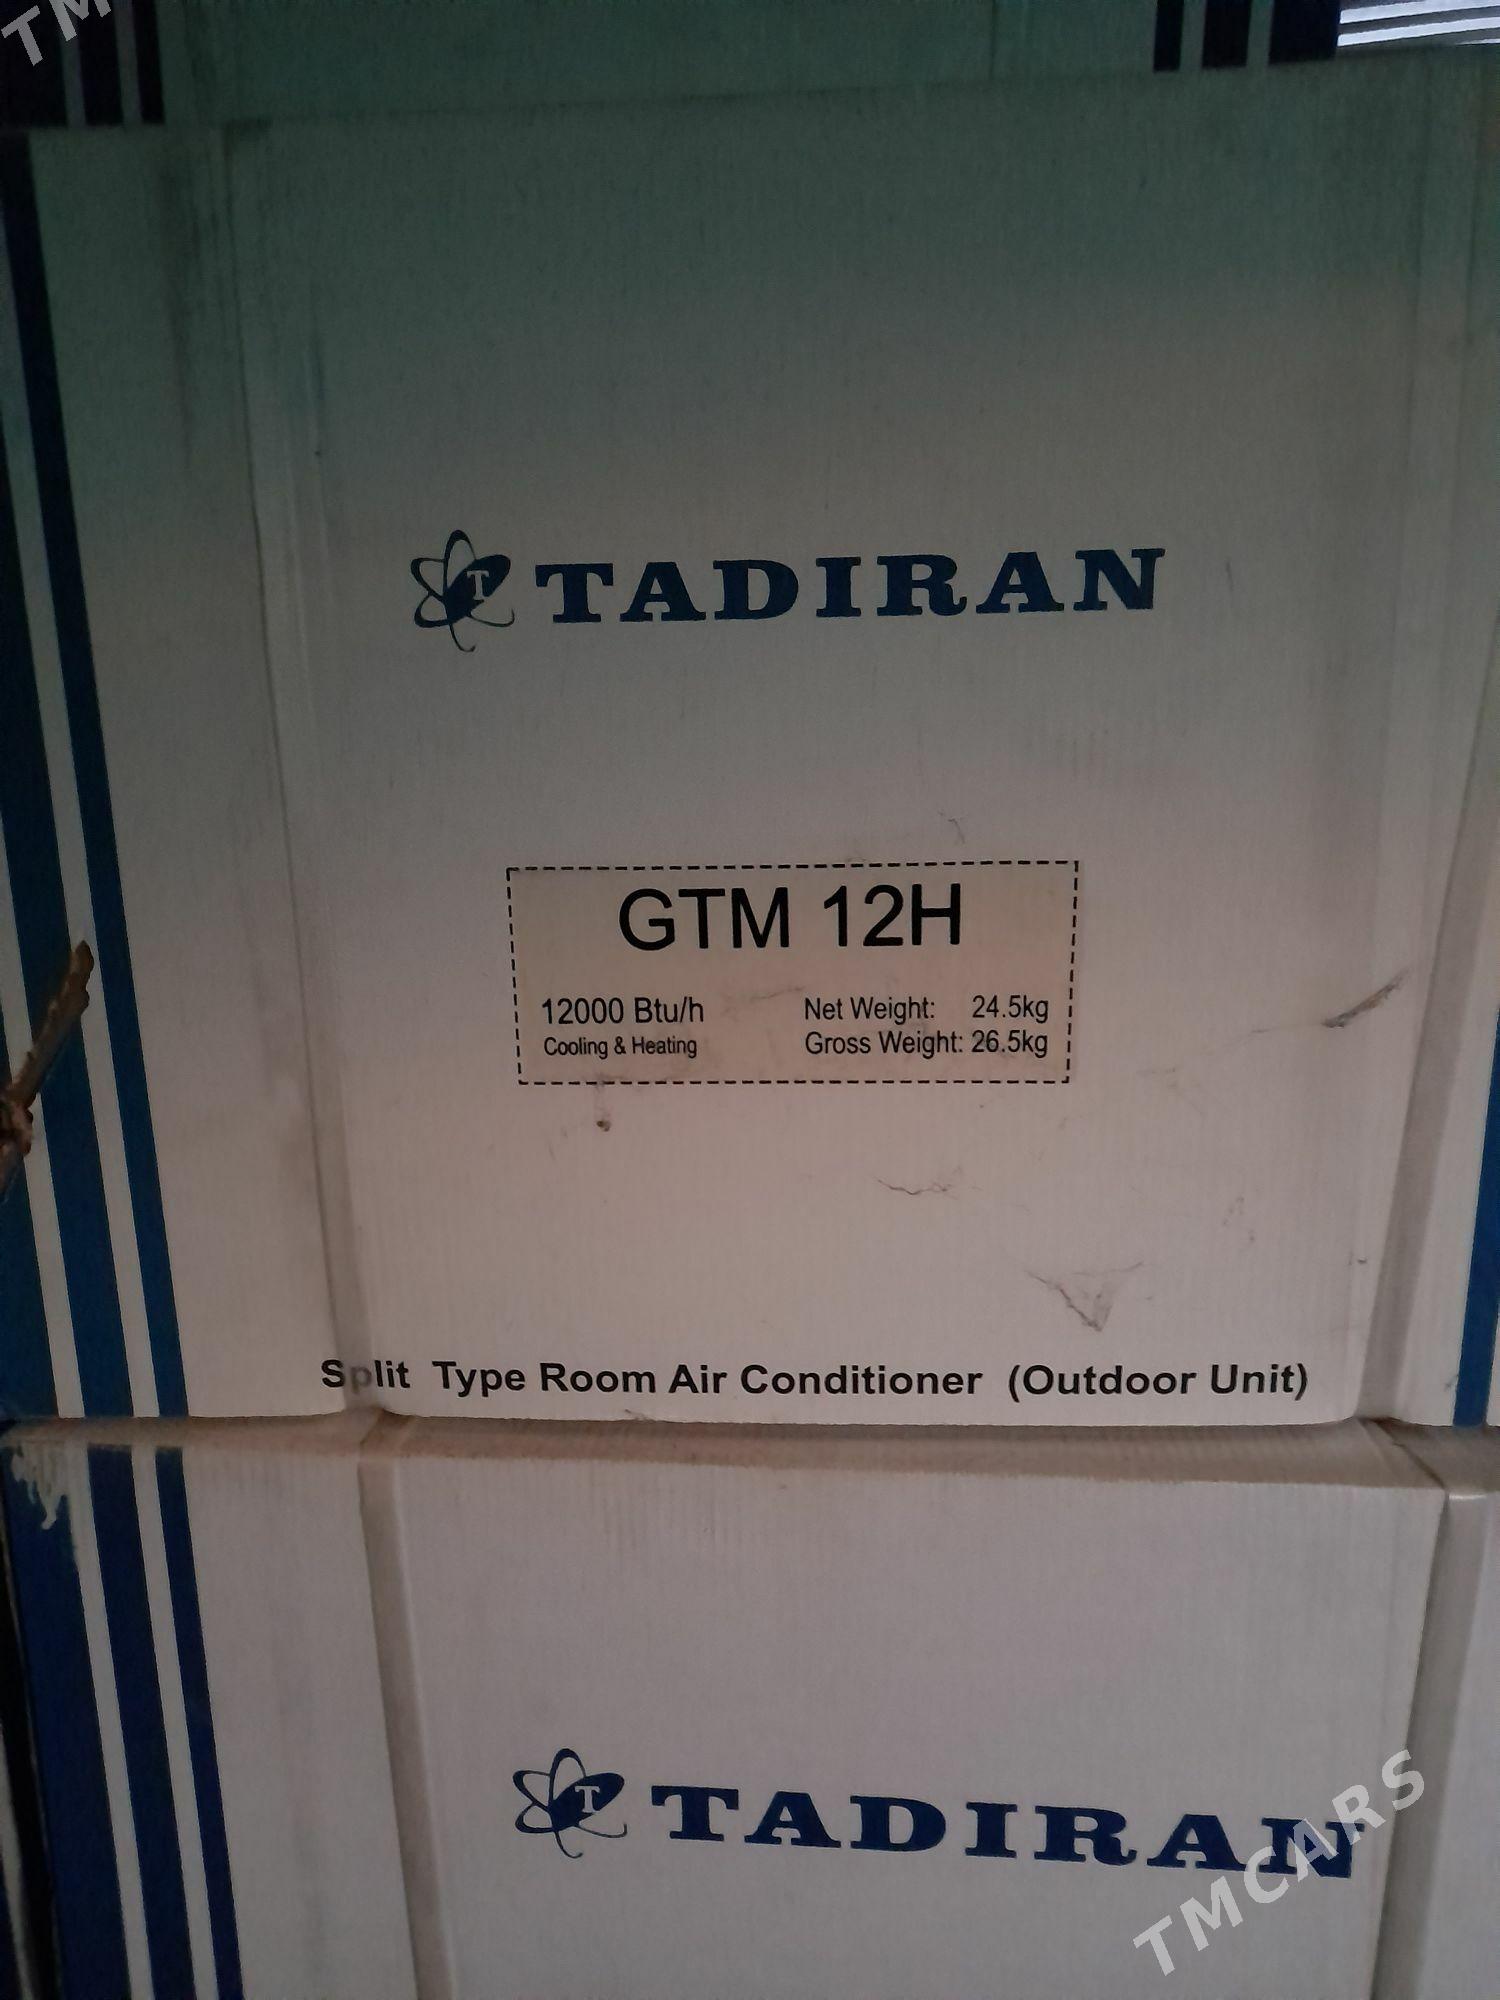 TM
TADIRAN
GTM 12H
12000 Btu/h
Net Weight: 24.5kg
Cooling & Heating
Gross Weight: 26.5kg
Split Type Room Air Conditioner (Outdoor Unit)
TADIRAN
TMCARS